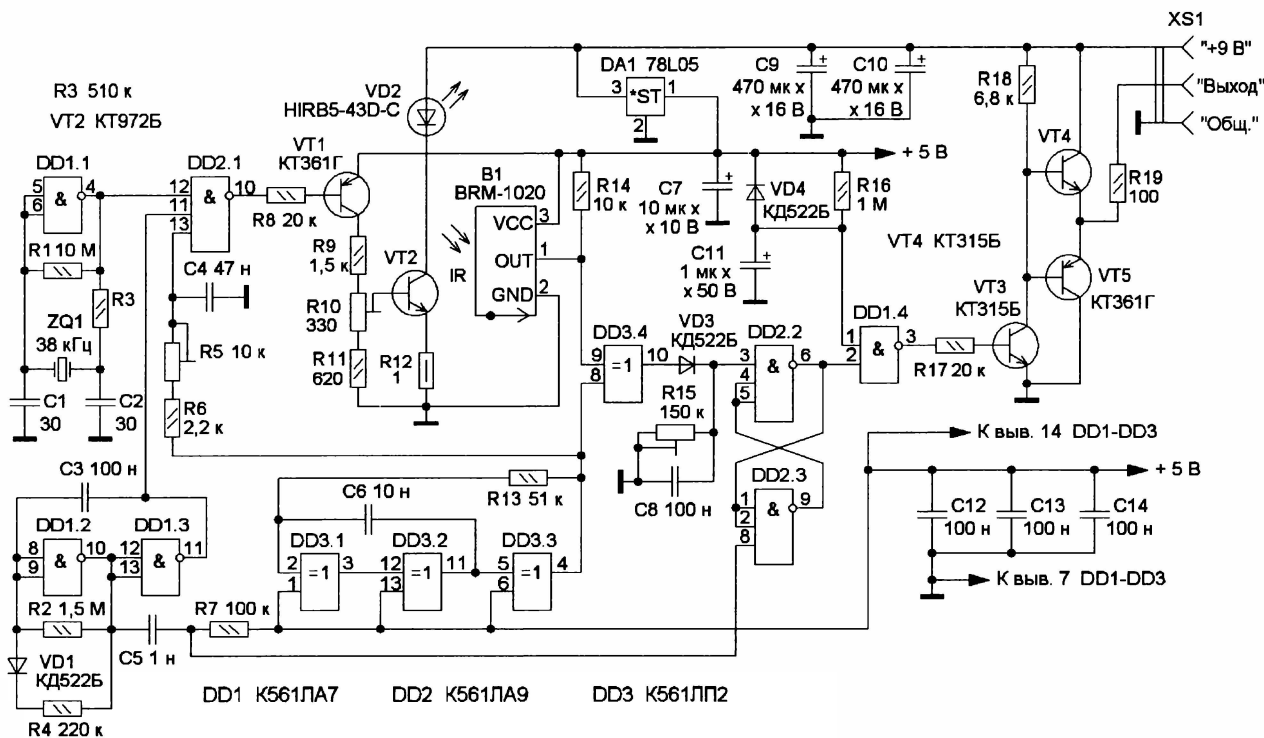 XS1
"+9 В"
"Выход"
"Общ."
R3 510 к
VT2 КТ972Б
VD2
HIRB5-43D-C
DA1 78L05
3
*ST
1
2
C9
470 мк x
x 16 В
+
C10
470 мк x
x 16 В
+
R18
6,8 к
VT4
R19
100
DD1.1
5
6
&
4
DD2.1
12
11
13
&
10
R8 20 к
VT1
КТ361Г
B1
BRM-1020
VCC
3
OUT
1
GND
2
IR
R14
10 к
+ 5 В
C7
10 мк x
x 10 В
+
VD4
КД522Б
R16
1 М
C11
1 мк x
x 50 В
+
VT4 КТ315Б
VT3
КТ315Б
VT5
КТ361Г
R1 10 М
R3
ZQ1
38 кГц
C4 47 н
R5 10 к
R6
2,2 к
R9
1,5 к
R10
330
R11
620
VT2
R12
1
C1
30
C2
30
DD3.4
9
8
=1
10
VD3
КД522Б
R15
150 к
C8 100 н
DD2.2
3
4
5
&
6
DD1.4
1
2
&
3
R17 20 к
К выв. 14 DD1-DD3
+ 5 В
C12
100 н
C13
100 н
C14
100 н
К выв. 7 DD1-DD3
C3 100 н
DD1.2
8
9
&
10
DD1.3
12
13
&
11
R2 1,5 М
VD1
КД522Б
R4 220 к
C5 1 н
R7 100 к
R13 51 к
C6 10 н
DD3.1
2
1
=1
3
DD3.2
12
13
=1
11
DD3.3
5
6
=1
4
DD2.3
1
2
8
&
9
DD1 К561ЛА7
DD2 К561ЛА9
DD3 К561ЛП2